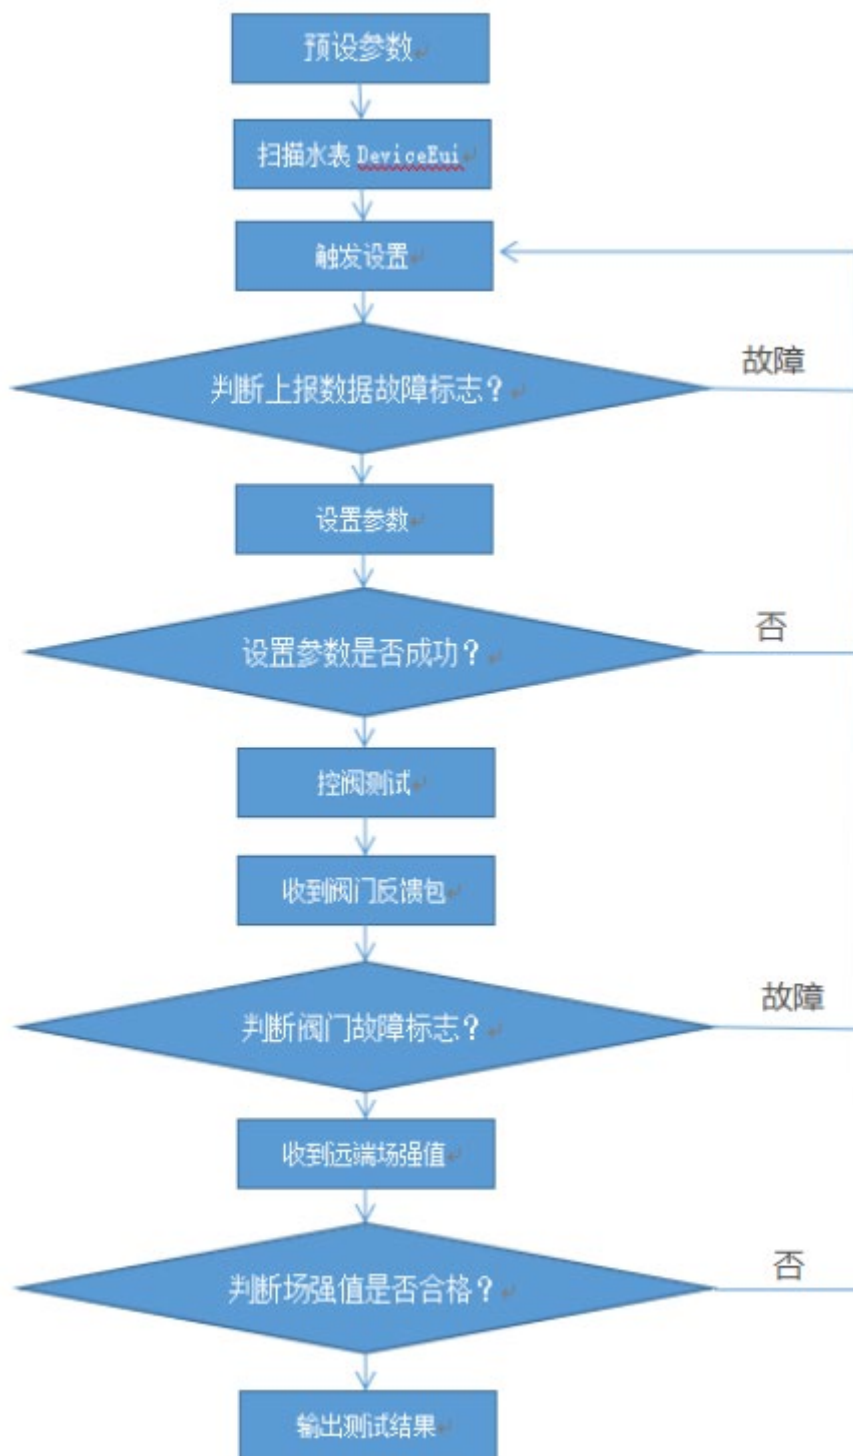 预设参数
扫描水表 DeviceEui
触发设置
判断上报数据故障标志？
故障
设置参数
设置参数是否成功？
否
控阀测试
收到阀门反馈包
判断阀门故障标志？
故障
收到远端场强值
判断场强值是否合格？
否
输出测试结果